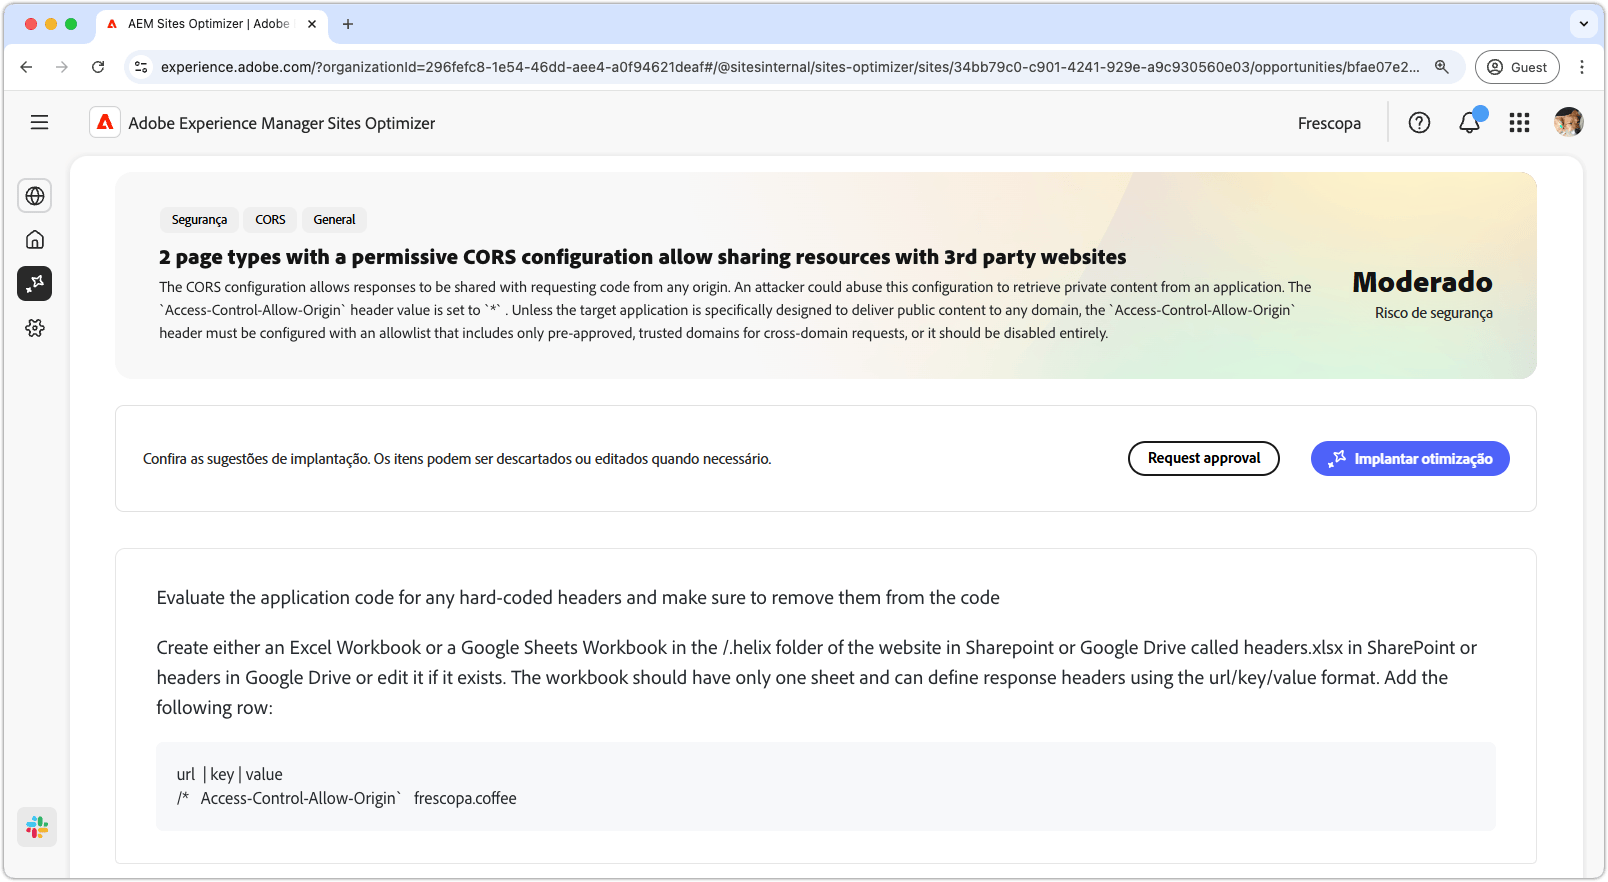 AEM Sites Optimizer | Adobe
experience.adobe.com/?organizationId=296fefc8-1e54-46dd-aee4-a0f94621deaf#/@sitesinternal/sites-optimizer/sites/34bb79c0-c901-4241-929e-a9c930560e03/opportunities/bfae07e2...
Guest
Adobe Experience Manager Sites Optimizer
Frescopa
Segurança
CORS
General
2 page types with a permissive CORS configuration allow sharing resources with 3rd party websites
The CORS configuration allows responses to be shared with requesting code from any origin. An attacker could abuse this configuration to retrieve private content from an application. The
`Access-Control-Allow-Origin` header value is set to `*` . Unless the target application is specifically designed to deliver public content to any domain, the `Access-Control-Allow-Origin`
header must be configured with an allowlist that includes only pre-approved, trusted domains for cross-domain requests, or it should be disabled entirely.
Moderado
Risco de segurança
Confira as sugestões de implantação. Os itens podem ser descartados ou editados quando necessário.
Request approval
Implantar otimização
Evaluate the application code for any hard-coded headers and make sure to remove them from the code
Create either an Excel Workbook or a Google Sheets Workbook in the /.helix folder of the website in Sharepoint or Google Drive called headers.xlsx in SharePoint or
headers in Google Drive or edit it if it exists. The workbook should have only one sheet and can define response headers using the url/key/value format. Add the
following row:
url | key | value
/* Access-Control-Allow-Origin` frescopa.coffee